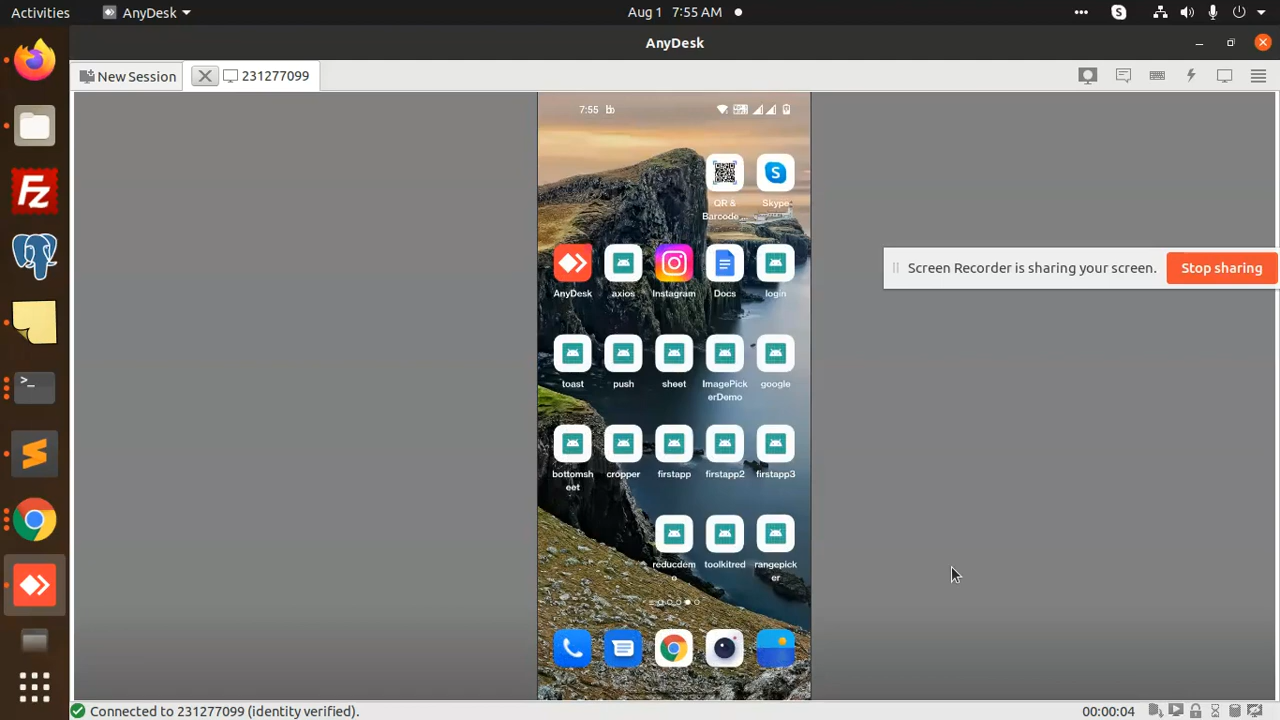 Activities
AnyDesk
Aug 1 7:55 AM
AnyDesk
New Session
231277099
7:55
QR &
Barcode...
Skype
Screen Recorder is sharing your screen.
Stop sharing
AnyDesk
axios
Instagram
Docs
login
toast
push
sheet
ImagePick
erDemo
google
bottomsh
eet
cropper
firstapp
firstapp2
firstapp3
reducdem
o
toolkitred
rangepick
er
Connected to 231277099 (identity verified).
00:00:04